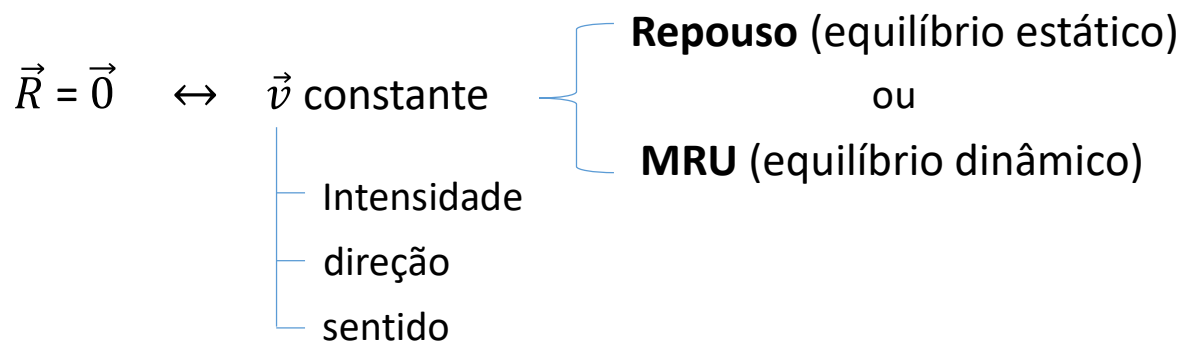 R⃗ = 0⃗ ↔ v⃗ constante
Repouso (equilíbrio estático)
ou
MRU (equilíbrio dinâmico)
Intensidade
direção
sentido